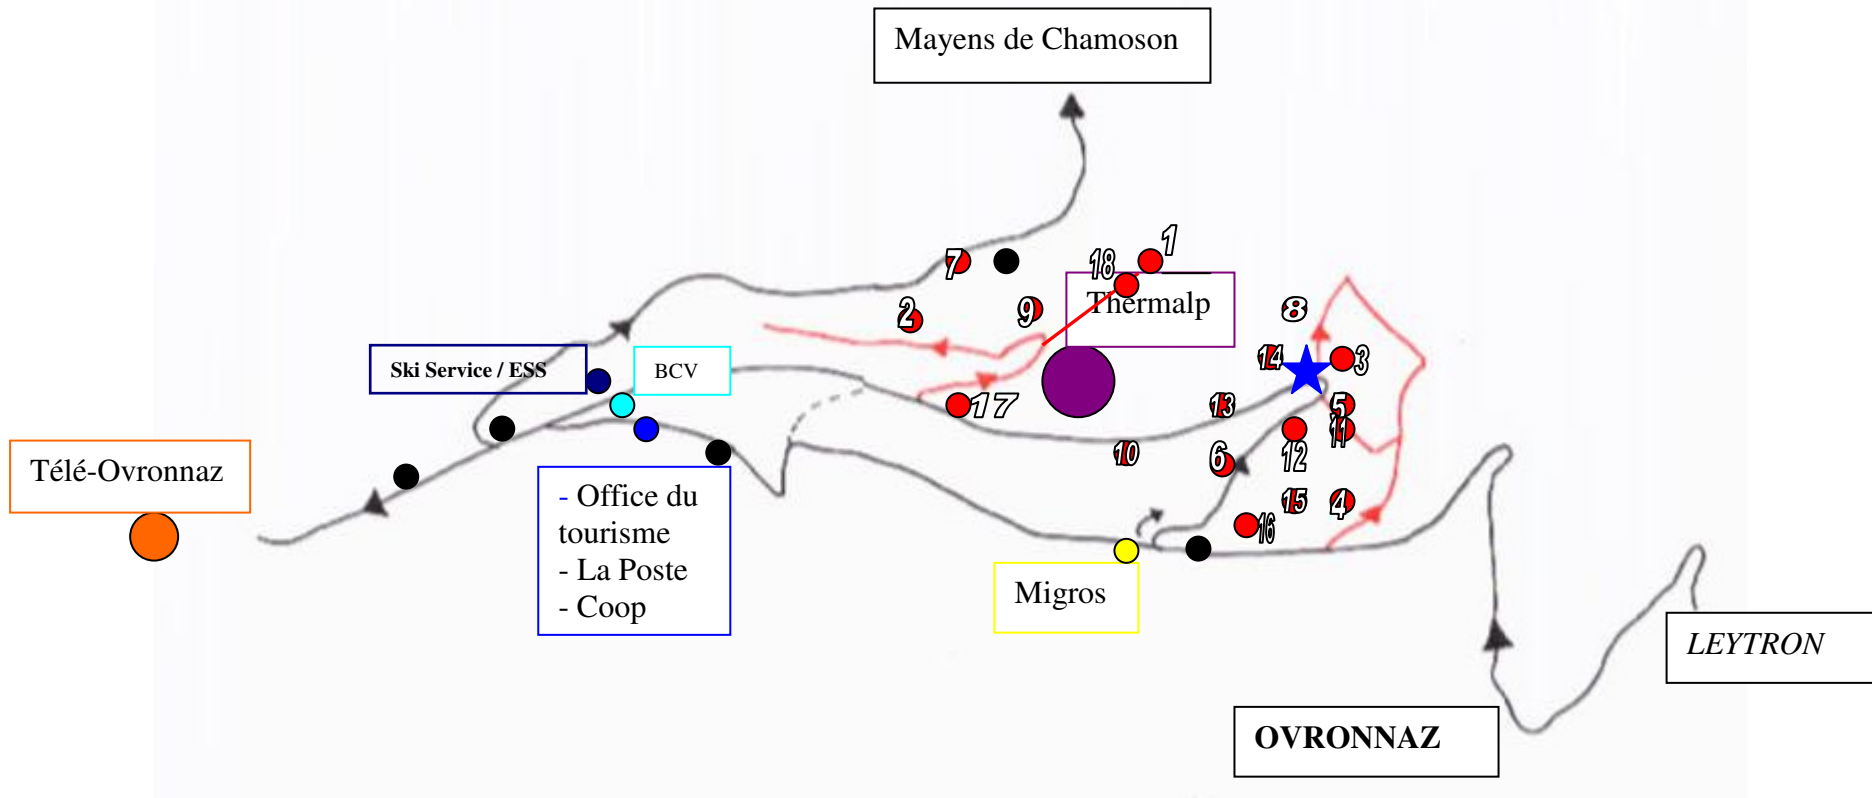 Mayens de Chamoson
1
7
18
9
Thermalp
2
8
14
3
Ski Service / ESS
BCV
17
13
5
11
10
6
12
Télé-Ovronnaz
- Office du
tourisme
- La Poste
- Coop
15
4
16
Migros
LEYTRON
OVRONNAZ